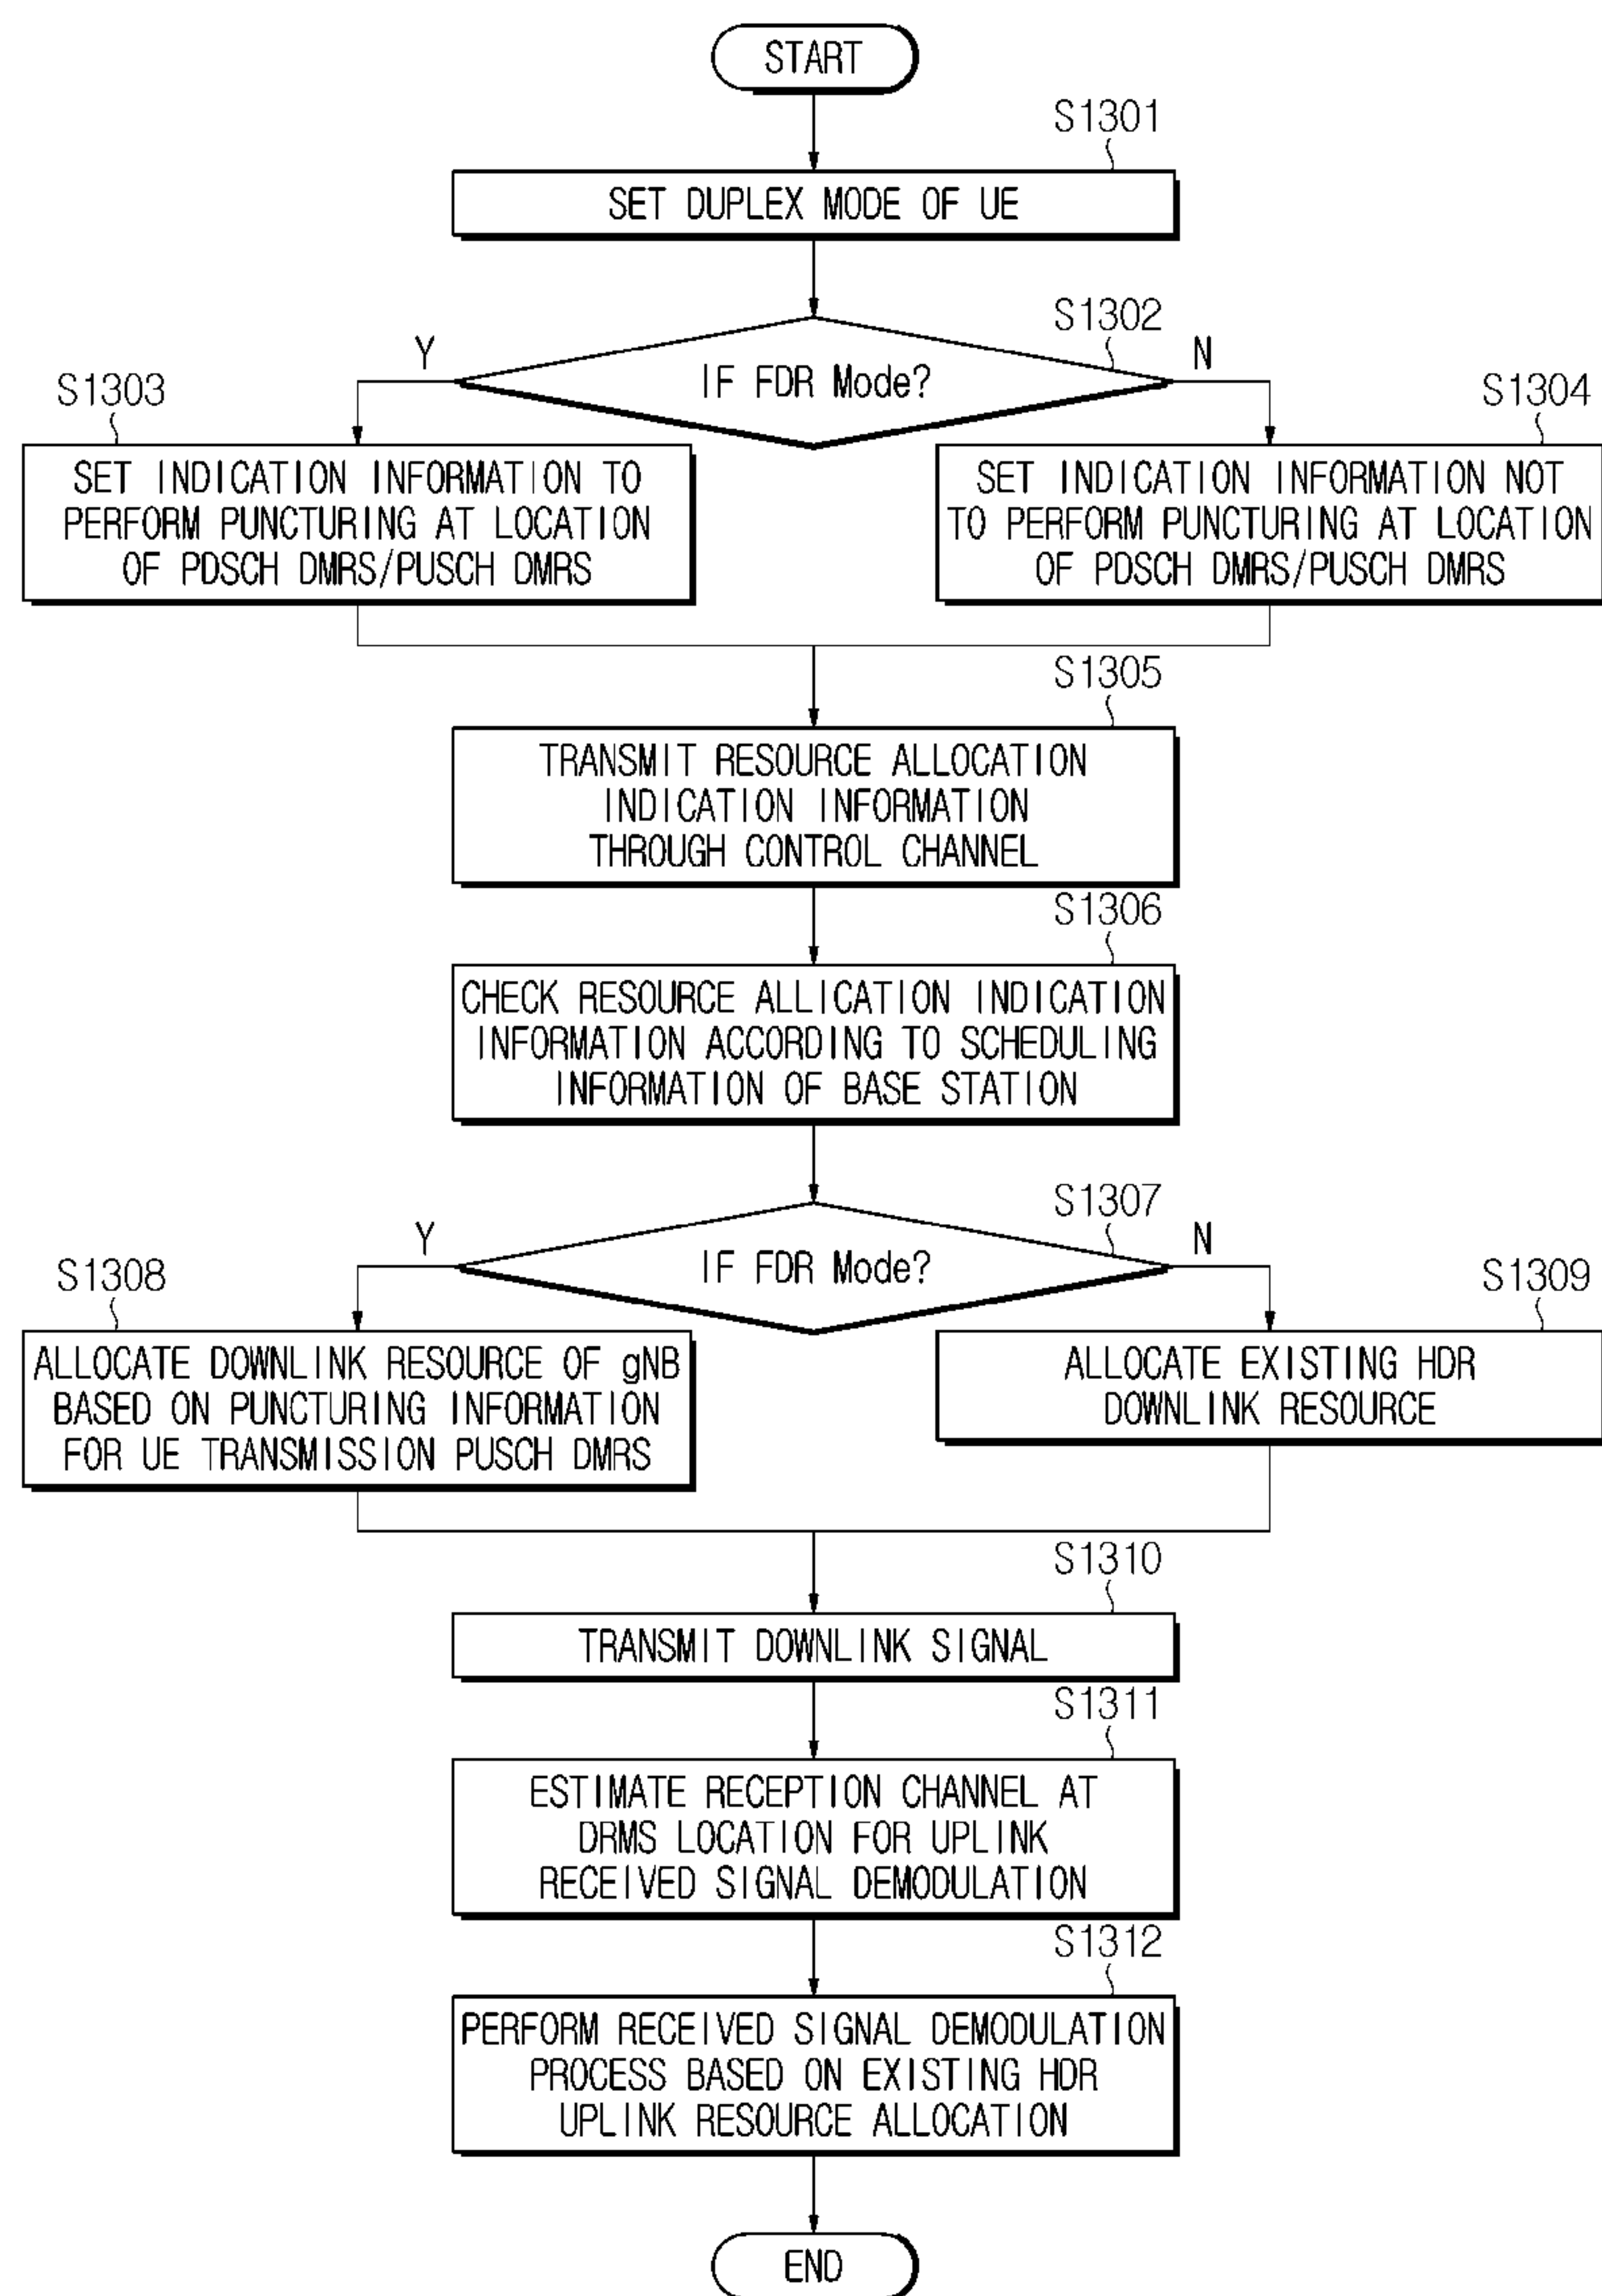 START
S1301
SET DUPLEX MODE OF UE
S1302
Y
IF FDR Mode?
N
S1303
SET INDICATION INFORMATION TO
PERFORM PUNCTURING AT LOCATION
OF PDSCH DMRS/PUSCH DMRS
S1304
SET INDICATION INFORMATION NOT
TO PERFORM PUNCTURING AT LOCATION
OF PDSCH DMRS/PUSCH DMRS
S1305
TRANSMIT RESOURCE ALLOCATION
INDICATION INFORMATION
THROUGH CONTROL CHANNEL
S1306
CHECK RESOURCE ALLICATION INDICATION
INFORMATION ACCORDING TO SCHEDULING
INFORMATION OF BASE STATION
S1307
Y
IF FDR Mode?
N
S1308
ALLOCATE DOWNLINK RESOURCE OF gNB
BASED ON PUNCTURING INFORMATION
FOR UE TRANSMISSION PUSCH DMRS
S1309
ALLOCATE EXISTING HDR
DOWNLINK RESOURCE
S1310
TRANSMIT DOWNLINK SIGNAL
S1311
ESTIMATE RECEPTION CHANNEL AT
DRMS LOCATION FOR UPLINK
RECEIVED SIGNAL DEMODULATION
S1312
PERFORM RECEIVED SIGNAL DEMODULATION
PROCESS BASED ON EXISTING HDR
UPLINK RESOURCE ALLOCATION
END